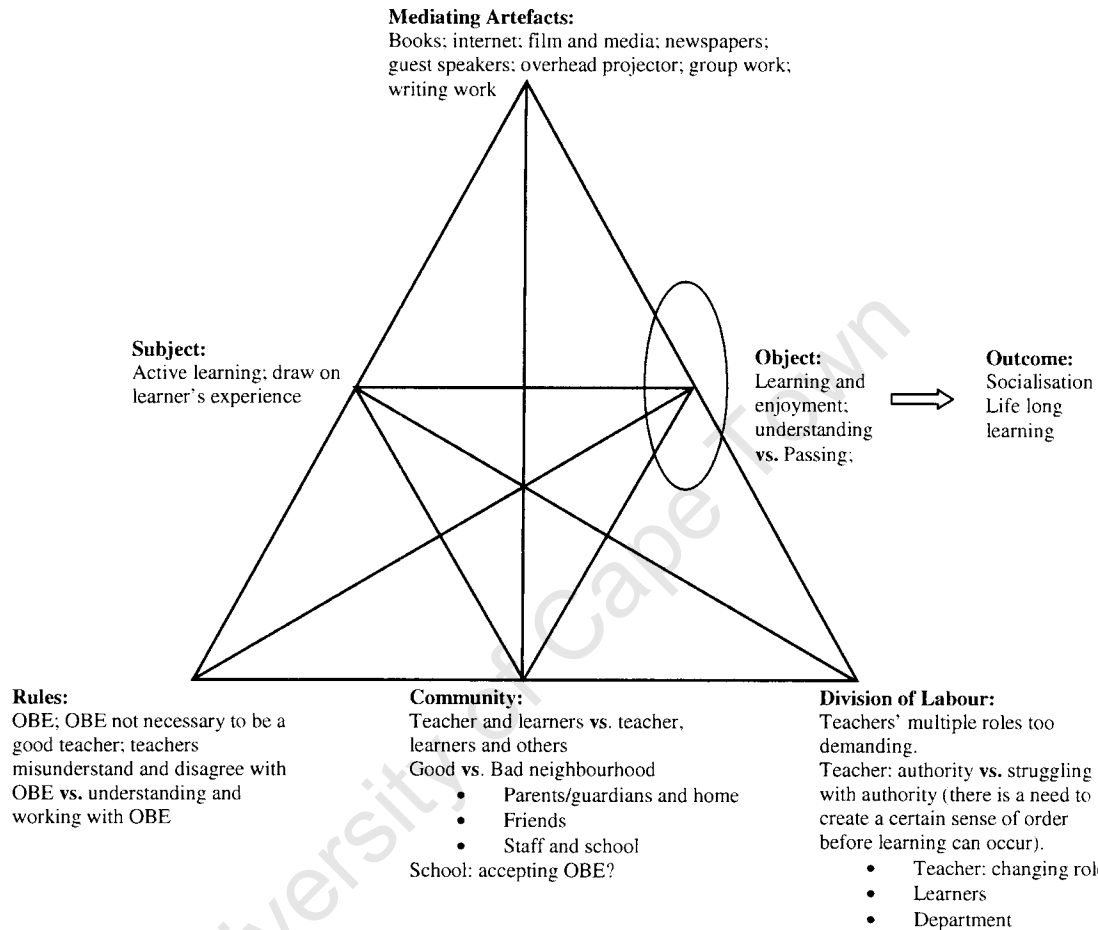 Mediating Artefacts:
Books; internet; film and media; newspapers;
guest speakers; overhead projector; group work;
writing work
Subject:
Active learning; draw on
learner's experience
Object:
Learning and
enjoyment;
understanding
vs. Passing;
Outcome:
Socialisation
Life long
learning
Rules:
OBE; OBE not necessary to be a
good teacher; teachers
misunderstand and disagree with
OBE vs. understanding and
working with OBE
Community:
Teacher and learners vs. teacher,
learners and others
Good vs. Bad neighbourhood
• Parents/guardians and home
• Friends
• Staff and school
School: accepting OBE?
Division of Labour:
Teachers' multiple roles too
demanding.
Teacher: authority vs. struggling
with authority (there is a need to
create a certain sense of order
before learning can occur).
• Teacher: changing rol
• Learners
• Department
versity of Cape Town